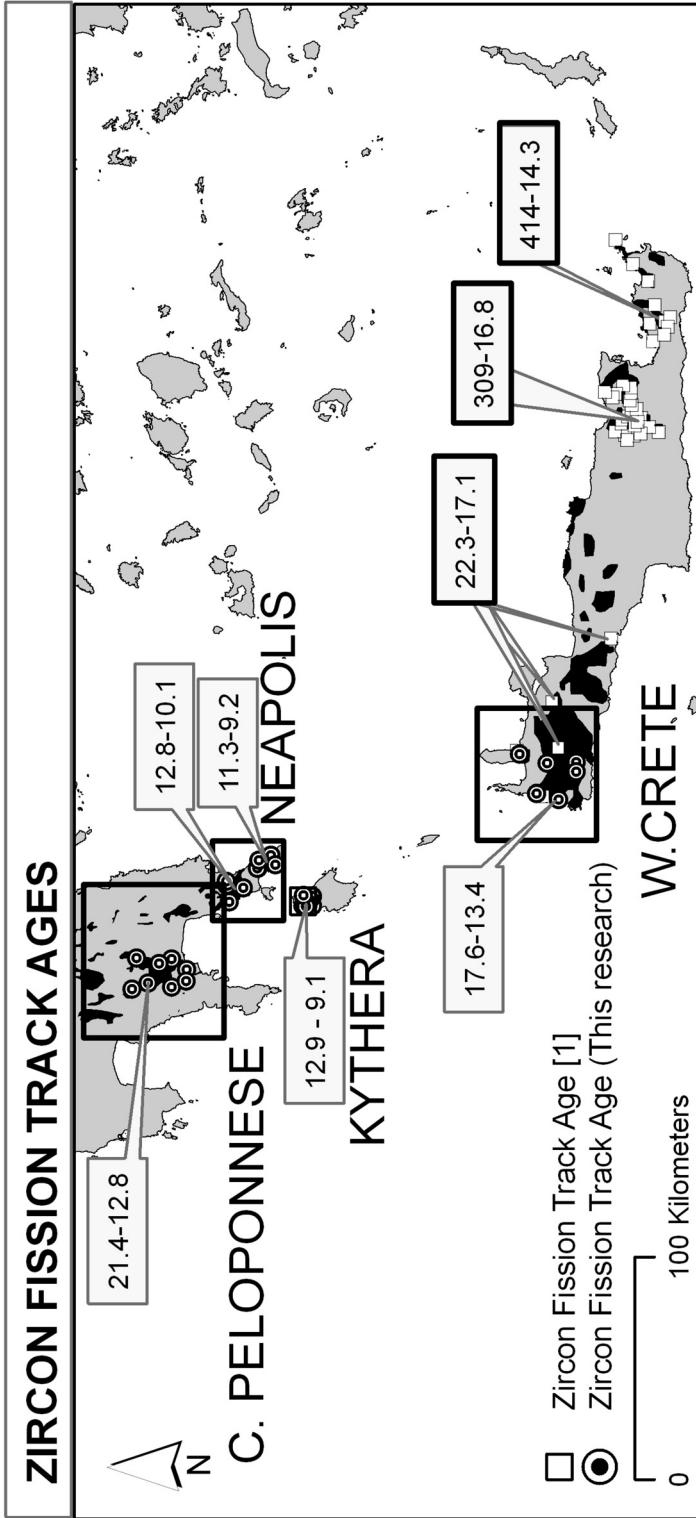 ZIRCON FISSION TRACK AGES
N
21.4-12.8
C. PELOPONNESE
12.8-10.1
11.3-9.2
NEAPOLIS
12.9 - 9.1
KYTHERA
17.6-13.4
22.3-17.1
309-16.8
414-14.3
W.CRETE
Zircon Fission Track Age [1]
Zircon Fission Track Age (This research)
0 100 Kilometers